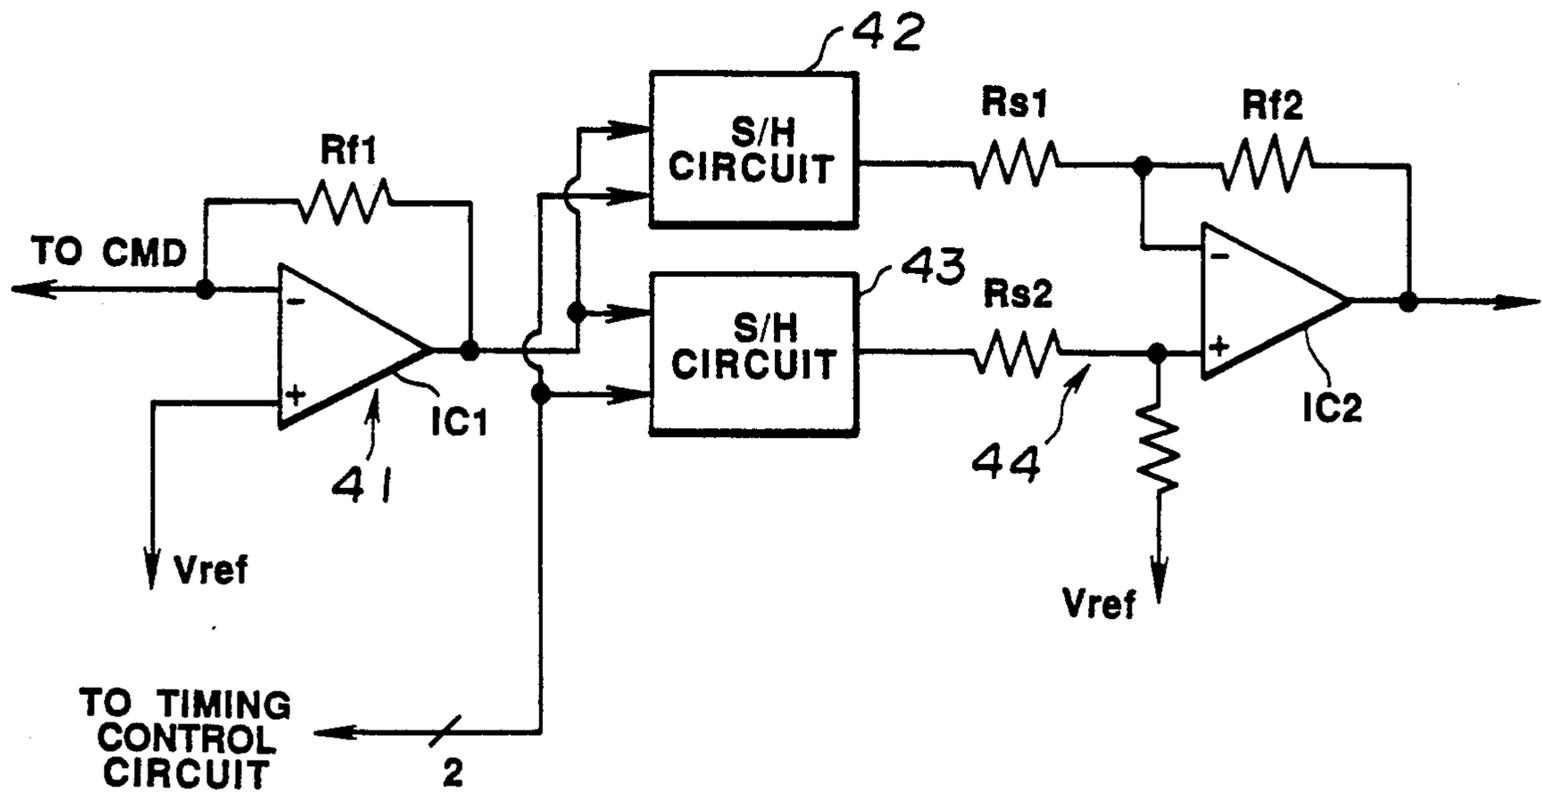 42
Rs1
Rf2
Rf1
S/H
CIRCUIT
TO CMD
43
Rs2
-
-
S/H
CIRCUIT
+
+
IC1
IC2
41
44
Vref
Vref
TO TIMING
CONTROL
CIRCUIT
2